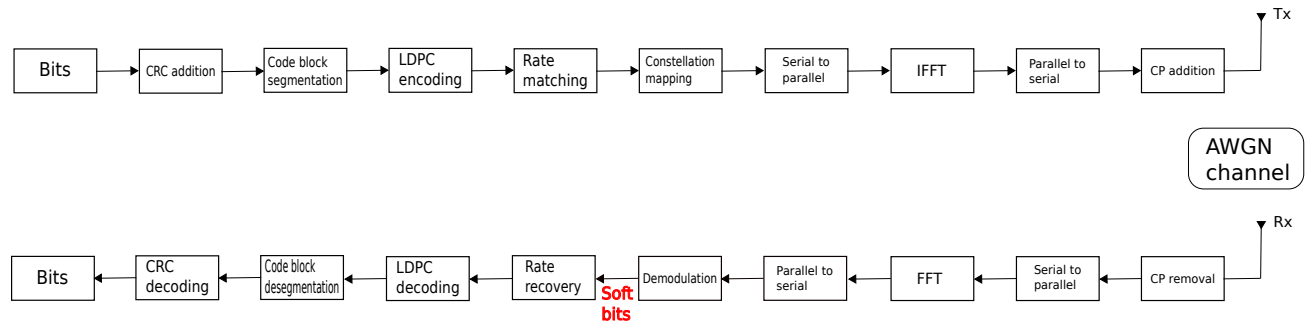 Tx
Bits
CRC addition
Code block
segmentation
LDPC
encoding
Rate
matching
Constellation
mapping
Serial to
parallel
IFFT
Parallel to
serial
CP addition
AWGN
channel
Rx
Bits
CRC
decoding
Code block
desegmentation
LDPC
decoding
Rate
recovery
Soft
bits
Demodulation
Parallel to
serial
FFT
Serial to
parallel
CP removal